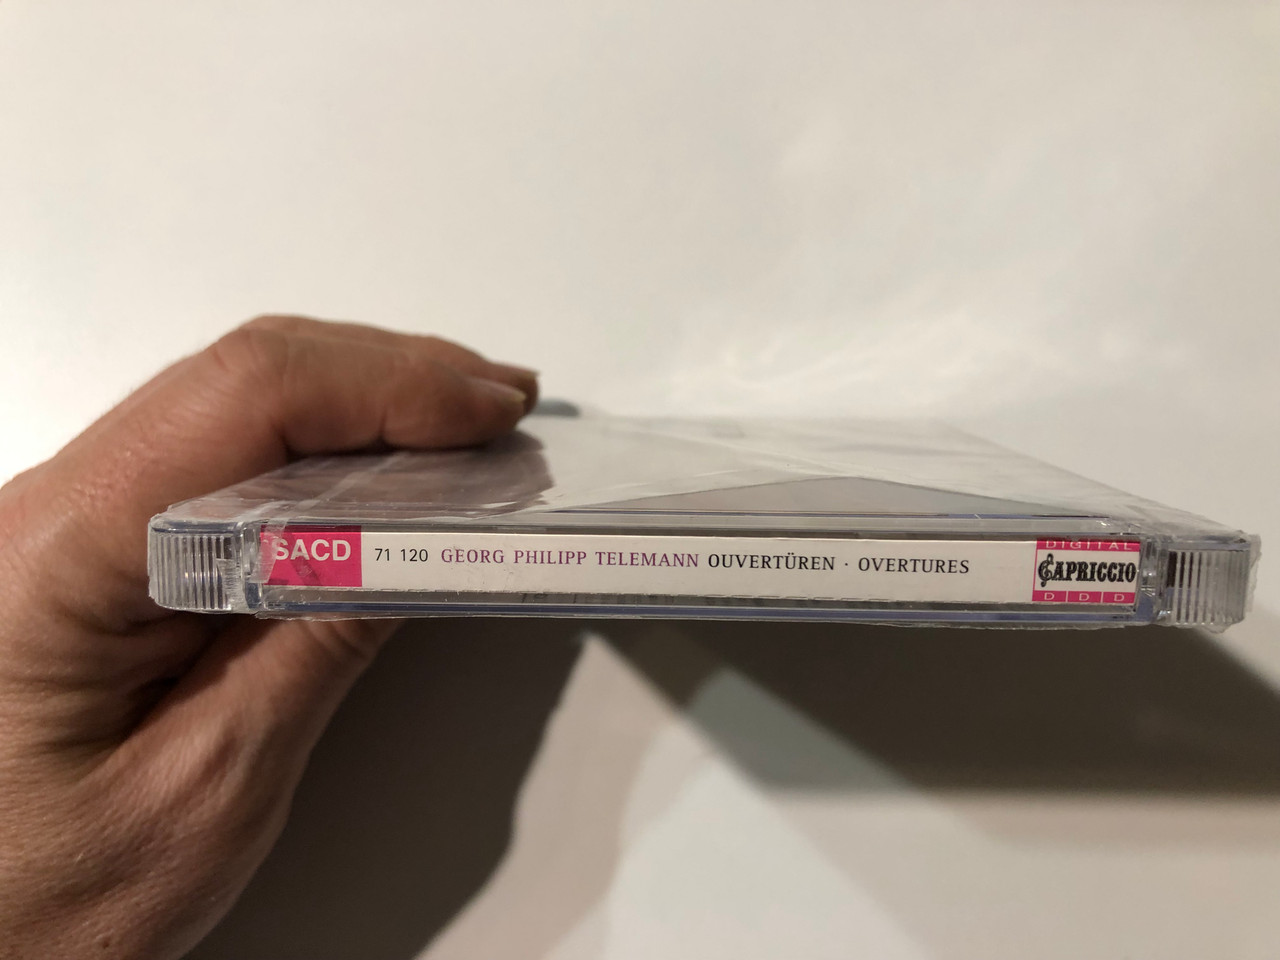 SACD 71 120 GEORG PHILIPP TELEMANN OUVERTÜREN · OVERTURES
DIGITAL
CAPRICCIO
DDD